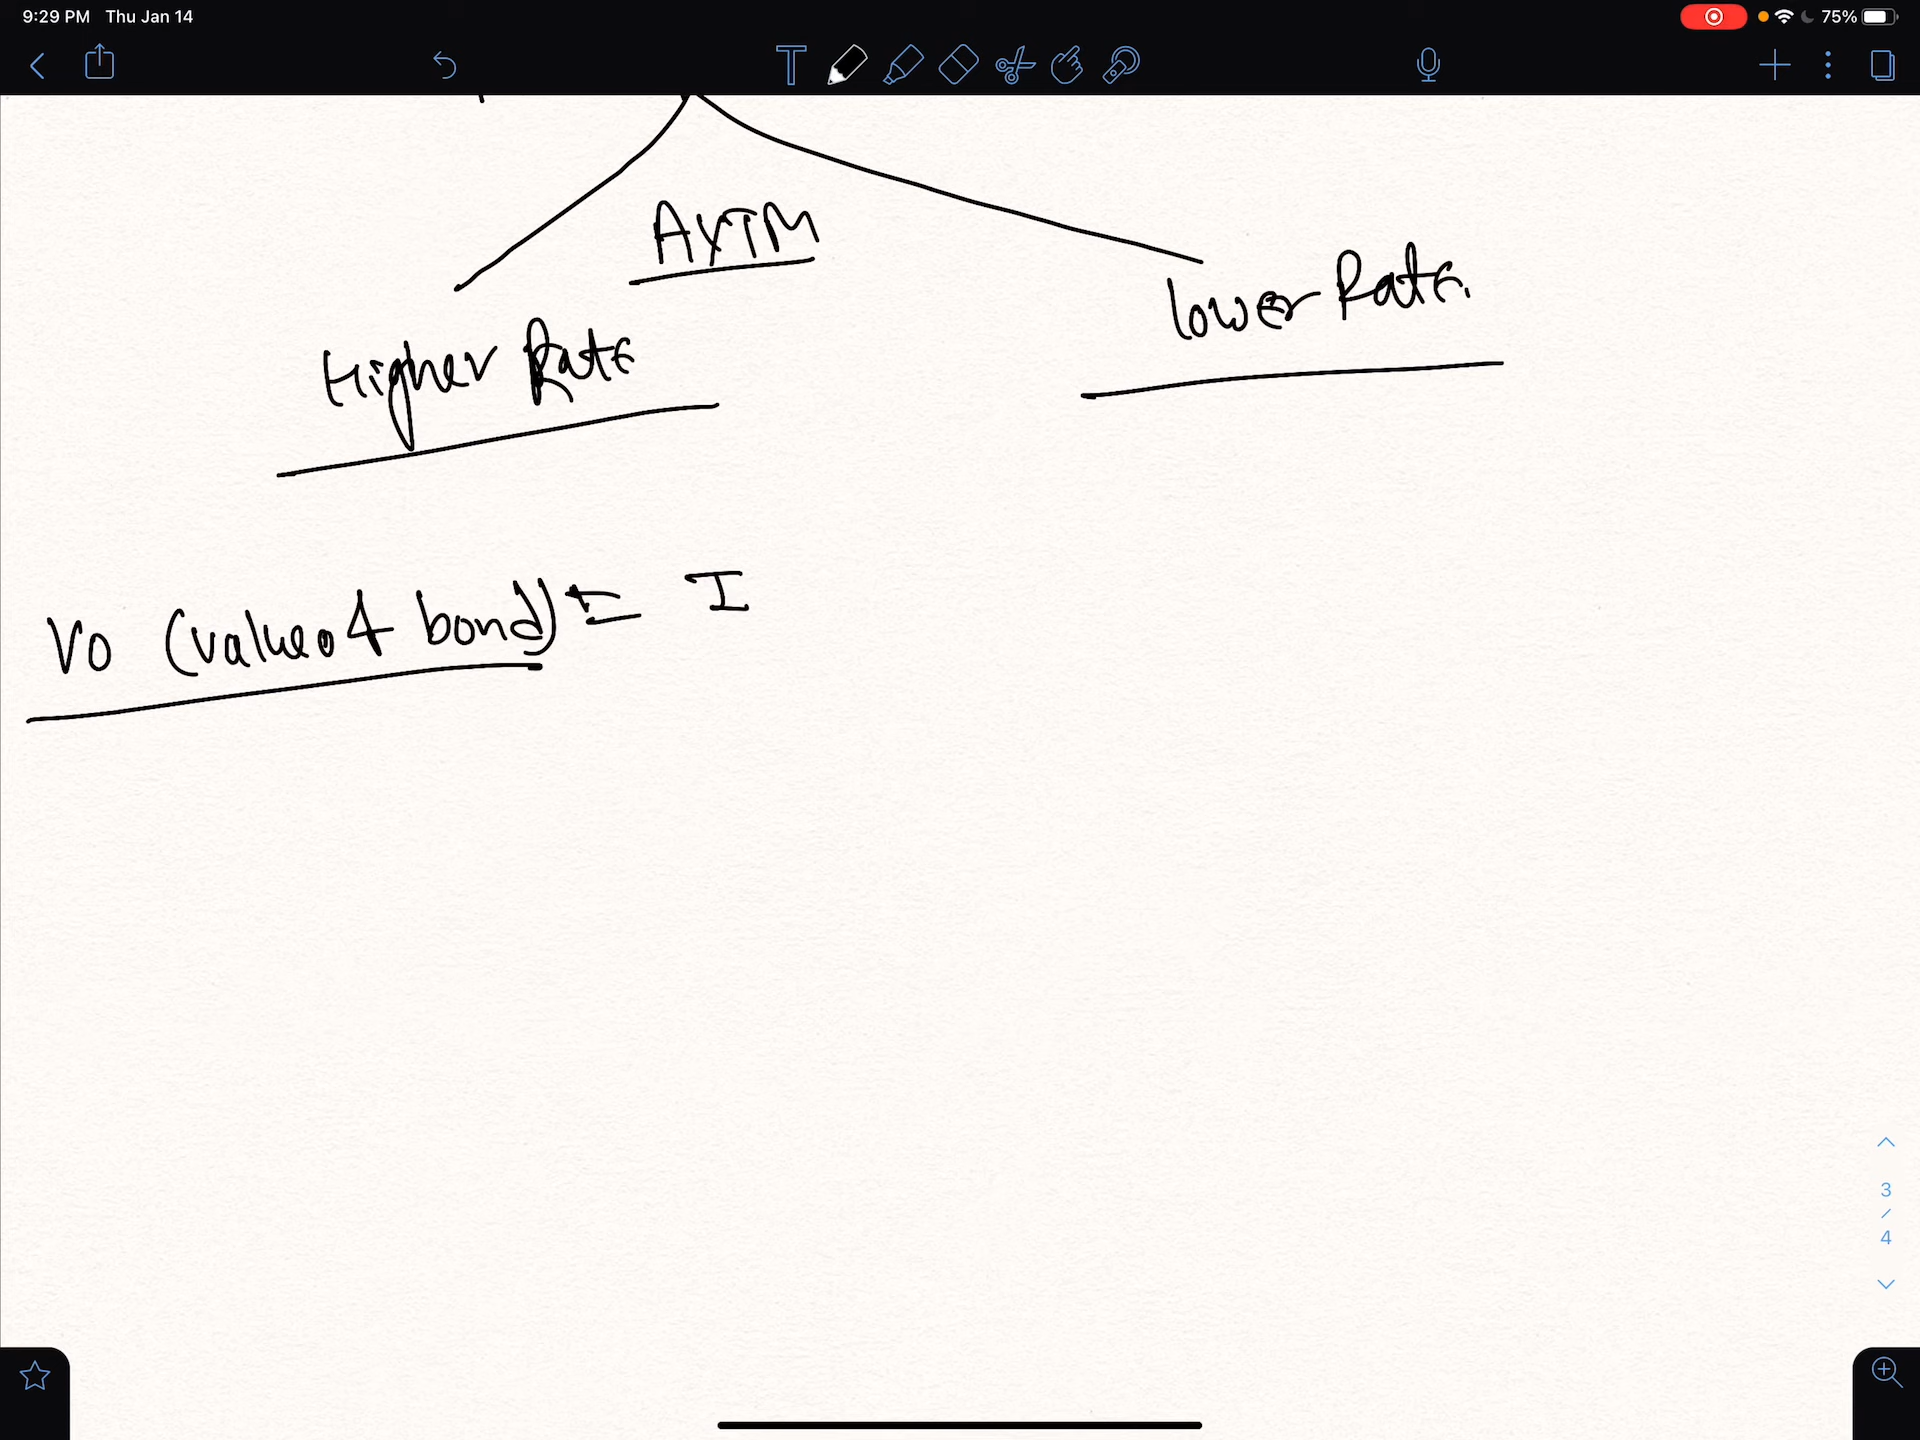 9:29 PM Thu Jan 14
75%
AYTM
Higher Rate
lower Rate.
Vo (value of bond) = I
3
/
4